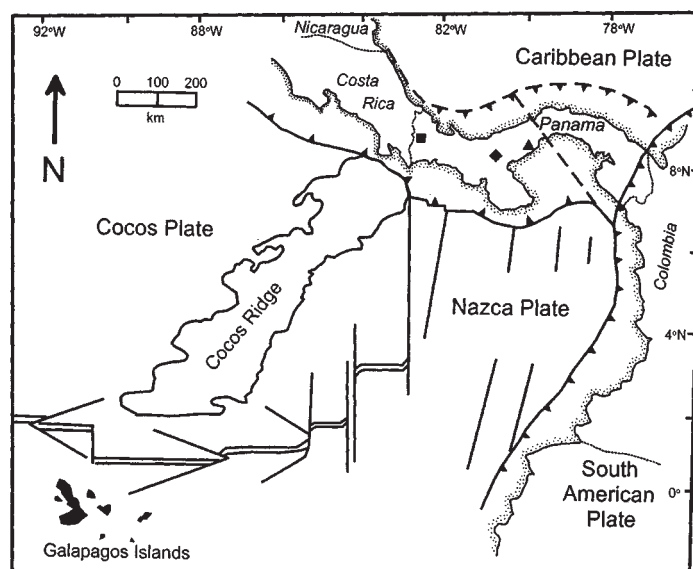 92°W 88°W 82°W 78°W
Nicaragua
Caribbean Plate
0 100 200
km
Costa
Rica
Panama
N
8°N
Cocos Plate
Colombia
Nazca Plate
Cocos Ridge
4°N
South
American
Plate
0°
Galapagos Islands